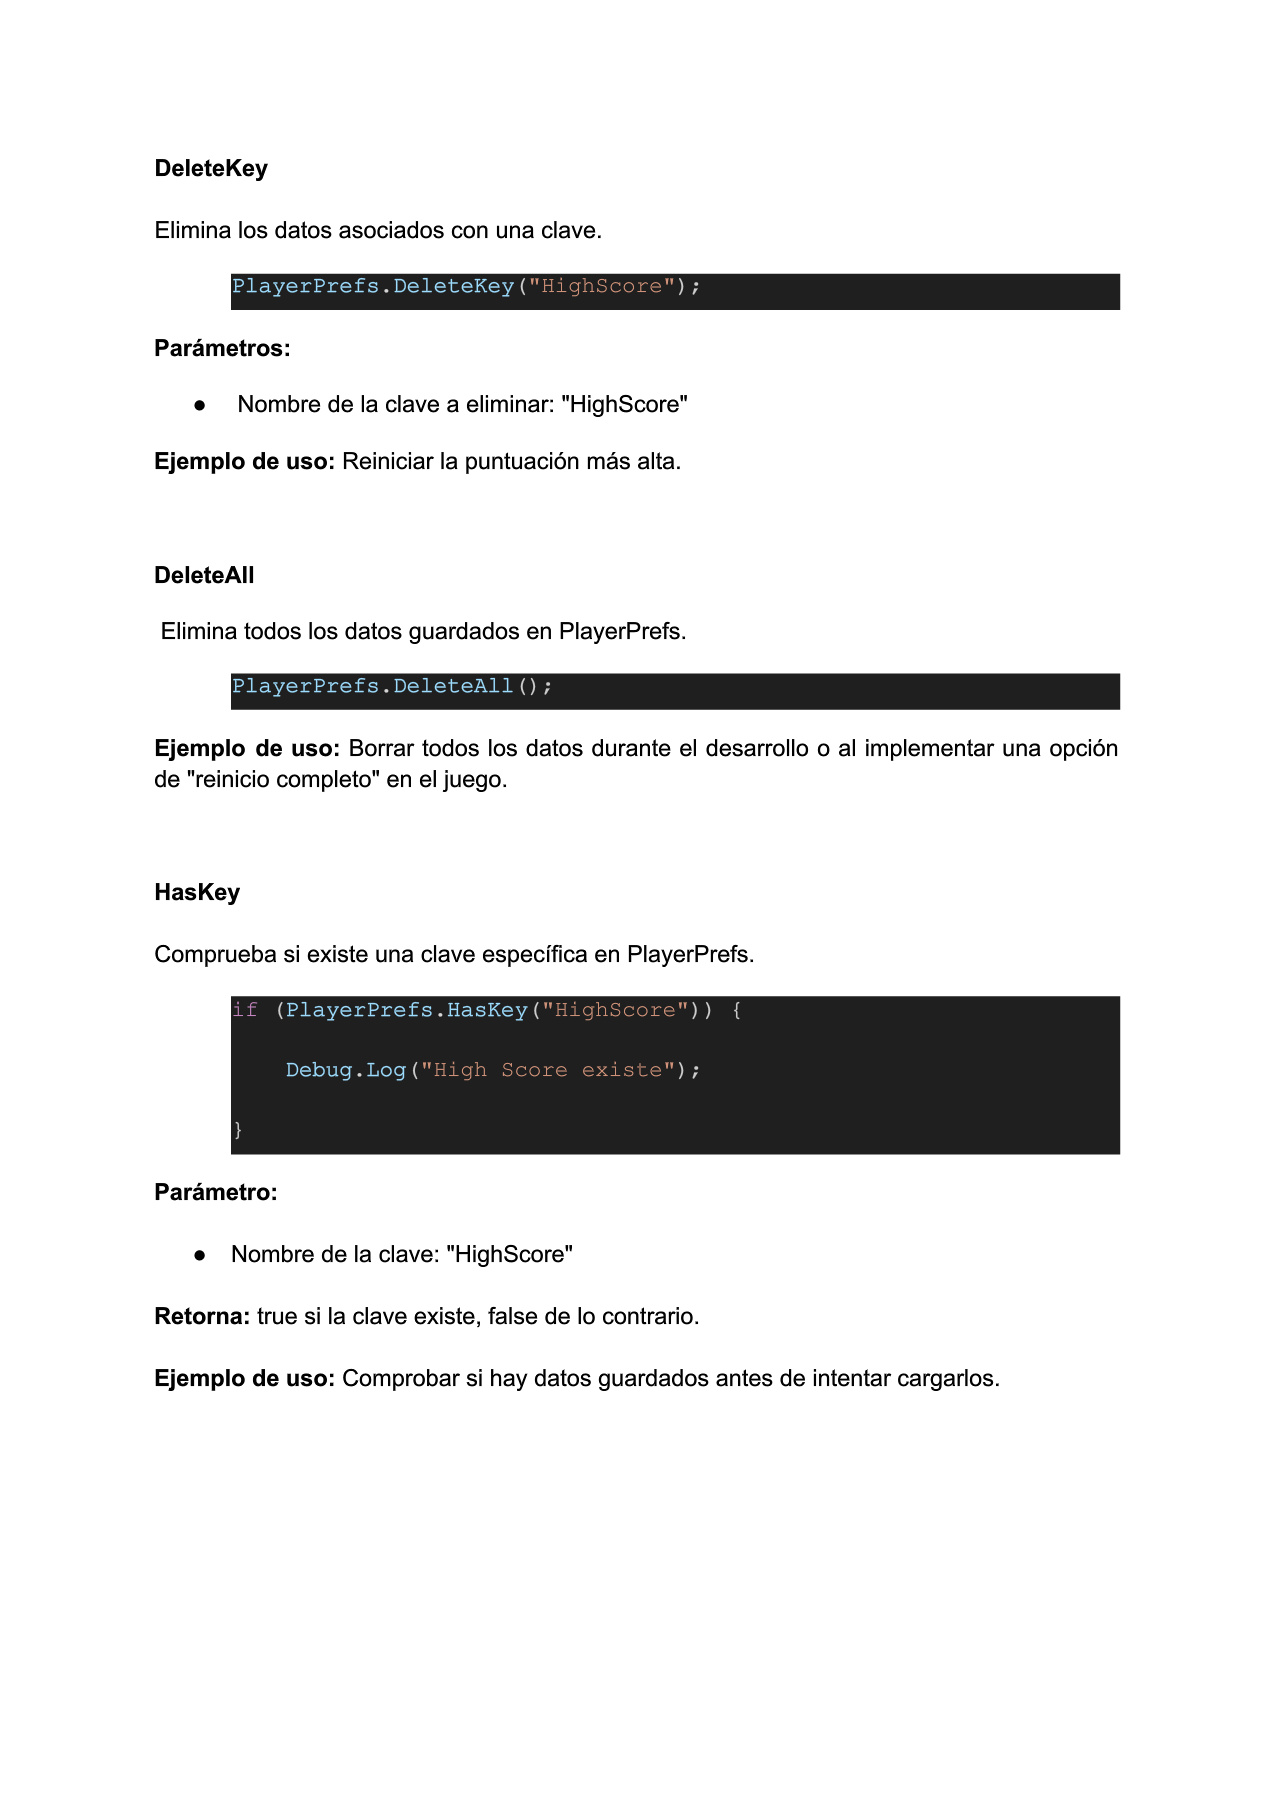 DeleteKey
Elimina los datos asociados con una clave.
PlayerPrefs.DeleteKey("HighScore");
Parámetros:
● Nombre de la clave a eliminar: "HighScore"
Ejemplo de uso: Reiniciar la puntuación más alta.
DeleteAll
Elimina todos los datos guardados en PlayerPrefs.
PlayerPrefs.DeleteAll();
Ejemplo de uso: Borrar todos los datos durante el desarrollo o al implementar una opción
de "reinicio completo" en el juego.
HasKey
Comprueba si existe una clave específica en PlayerPrefs.
if (PlayerPrefs.HasKey("HighScore")) {
    Debug.Log("High Score existe");
}
Parámetro:
● Nombre de la clave: "HighScore"
Retorna: true si la clave existe, false de lo contrario.
Ejemplo de uso: Comprobar si hay datos guardados antes de intentar cargarlos.